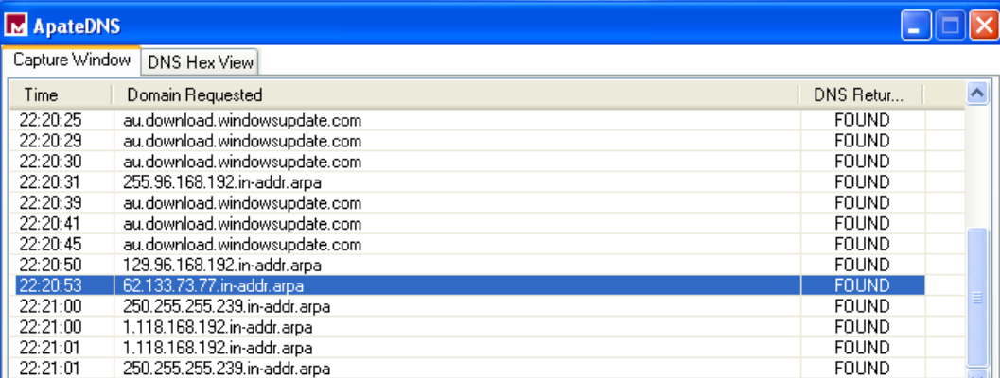 M ApateDNS
Capture Window DNS Hex View
Time Domain Requested DNS Retur...
22:20:25 au.download.windowsupdate.com FOUND
22:20:29 au.download.windowsupdate.com FOUND
22:20:30 au.download.windowsupdate.com FOUND
22:20:31 255.96.168.192.in-addr.arpa FOUND
22:20:39 au.download.windowsupdate.com FOUND
22:20:41 au.download.windowsupdate.com FOUND
22:20:45 au.download.windowsupdate.com FOUND
22:20:50 129.96.168.192.in-addr.arpa FOUND
22:20:53 62.133.73.77.in-addr.arpa FOUND
22:21:00 250.255.255.239.in-addr.arpa FOUND
22:21:00 1.118.168.192.in-addr.arpa FOUND
22:21:01 1.118.168.192.in-addr.arpa FOUND
22:21:01 250.255.255.239.in-addr.arpa FOUND